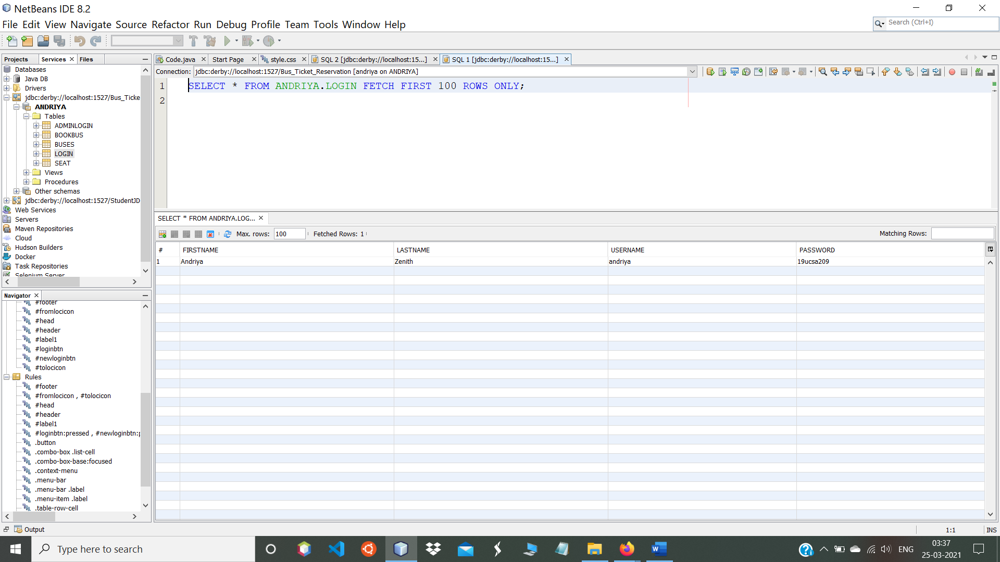 NetBeans IDE 8.2
File Edit View Navigate Source Refactor Run Debug Profile Team Tools Window Help
Search (Ctrl+I)
Projects Services Files
Databases
Java DB
Drivers
jdbc:derby://localhost:1527/Bus_Ticke
ANDRIYA
Tables
ADMINLOGIN
BOOKBUS
BUSES
LOGIN
SEAT
Views
Procedures
Other schemas
jdbc:derby://localhost:1527/StudentJD
Web Services
Servers
Maven Repositories
Cloud
Hudson Builders
Docker
Task Repositories
Selenium Server
Navigator
#footer
#fromlocicon
#head
#header
#label1
#loginbtn
#newloginbtn
#tolocicon
Rules
#footer
#fromlocicon , #tolocicon
#head
#header
#label1
#loginbtn:pressed , #newloginbtn:p
.button
.combo-box .list-cell
.combo-box-base:focused
.context-menu
.menu-bar
.menu-bar .label
.menu-item .label
.table-row-cell
Code.java Start Page style.css SQL 2 [jdbc:derby://localhost:15...] SQL 1 [jdbc:derby://localhost:15...]
Connection: jdbc:derby://localhost:1527/Bus_Ticket_Reservation [andriya on ANDRIYA]
1 SELECT * FROM ANDRIYA.LOGIN FETCH FIRST 100 ROWS ONLY;
2
SELECT * FROM ANDRIYA.LOG...
Max. rows: 100 Fetched Rows: 1 Matching Rows:
# FIRSTNAME LASTNAME USERNAME PASSWORD
1 Andriya Zenith andriya 19ucsa209
Output
1:1 INS
Type here to search
ENG
03:37
25-03-2021